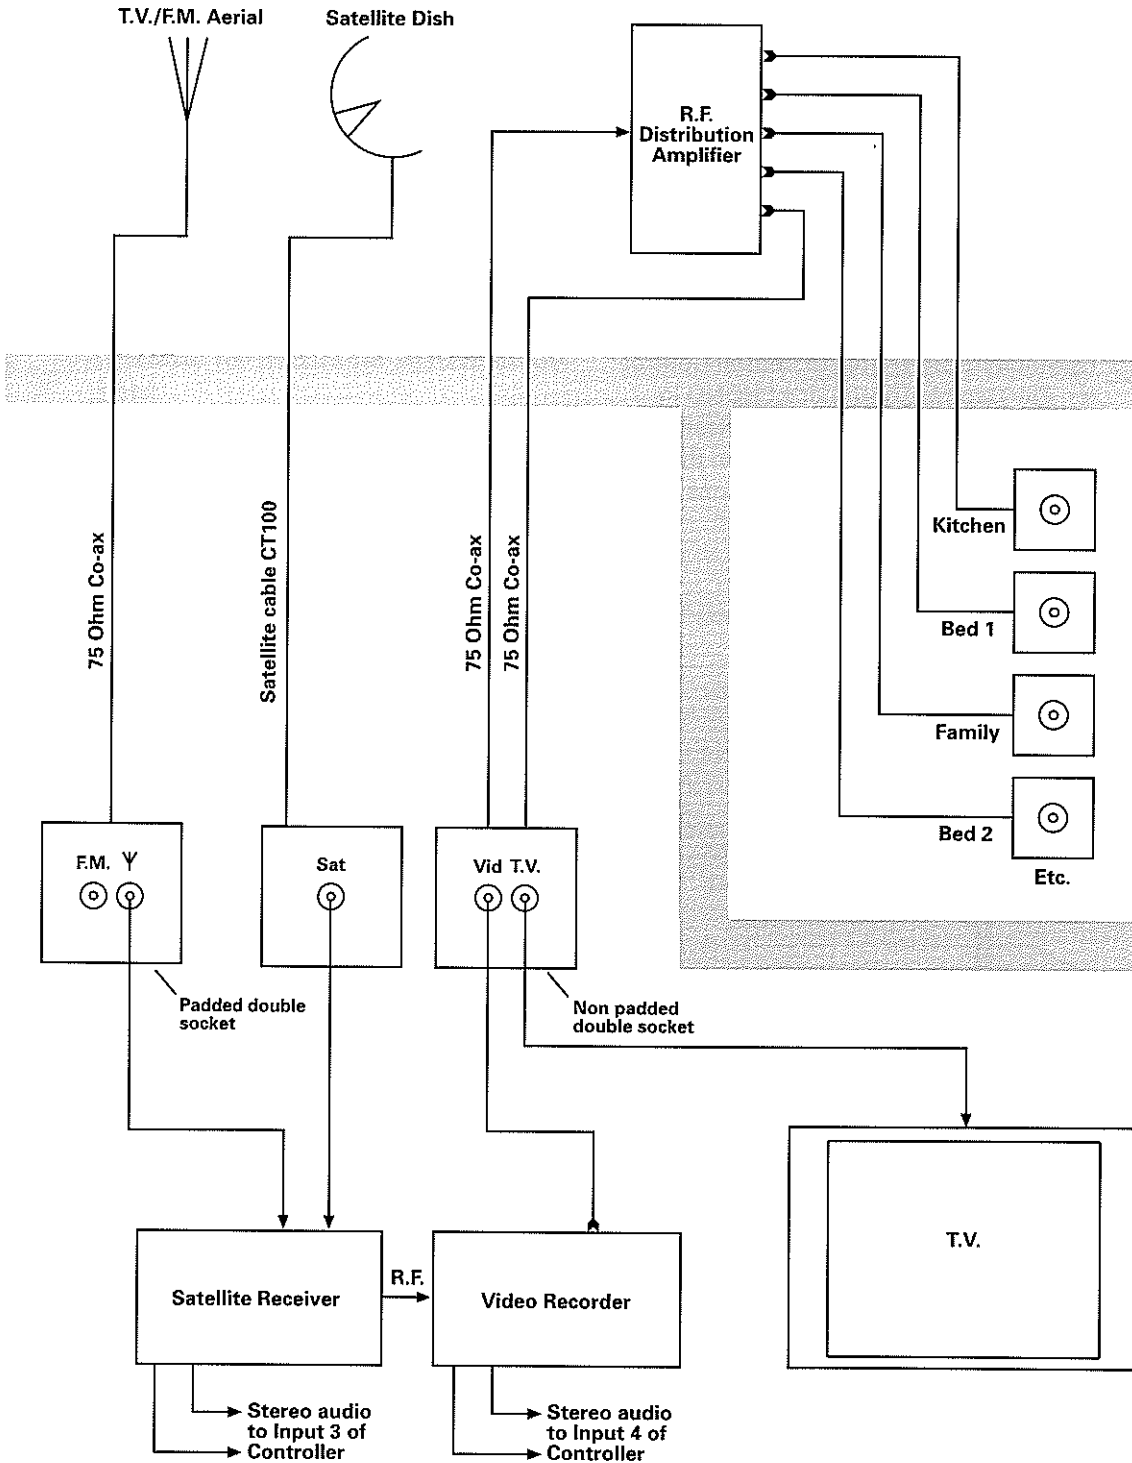 T.V./F.M. Aerial
Satellite Dish
R.F.
Distribution
Amplifier
75 Ohm Co-ax
Satellite cable CT100
75 Ohm Co-ax
75 Ohm Co-ax
Kitchen
Bed 1
Family
Bed 2
Etc.
F.M.
Sat
Vid T.V.
Padded double
socket
Non padded
double socket
T.V.
Satellite Receiver
R.F.
Video Recorder
Stereo audio
to Input 3 of
Controller
Stereo audio
to Input 4 of
Controller